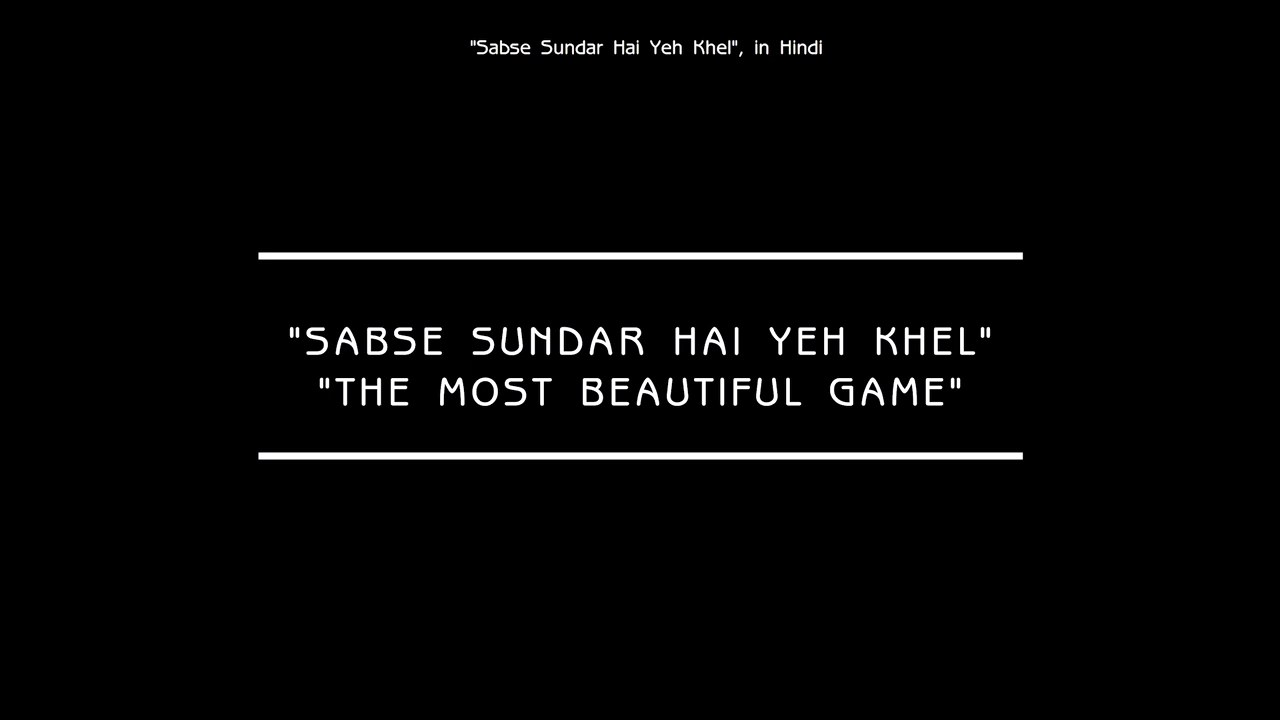 "Sabse Sundar Hai Yeh Khel", in Hindi
"SABSE SUNDAR HAI YEH KHEL"
"THE MOST BEAUTIFUL GAME"